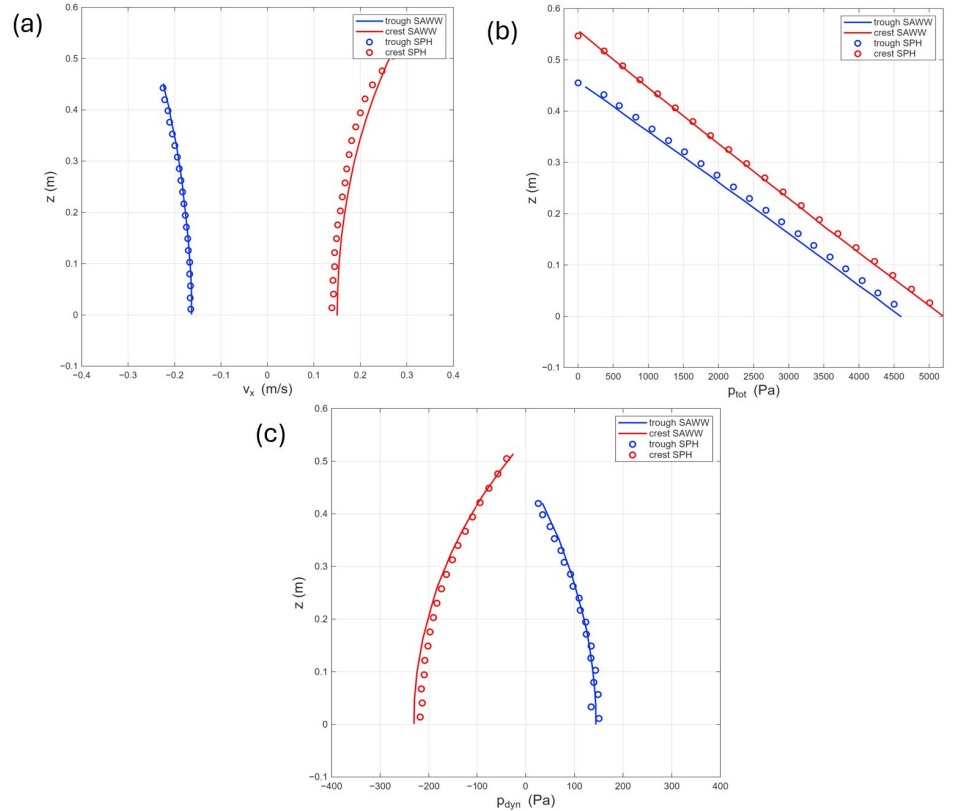 (a)
0.6
0.5
0.4
0.3
0.2
0.1
0
−0.1
z (m)
−0.4 −0.3 −0.2 −0.1 0 0.1 0.2 0.3 0.4
v_x (m/s)
trough SAWW
crest SAWW
trough SPH
crest SPH
(b)
0.6
0.5
0.4
0.3
0.2
0.1
0
−0.1
z (m)
0 500 1000 1500 2000 2500 3000 3500 4000 4500 5000
p_tot (Pa)
trough SAWW
crest SAWW
trough SPH
crest SPH
(c)
0.6
0.5
0.4
0.3
0.2
0.1
0
−0.1
z (m)
−400 −300 −200 −100 0 100 200 300 400
p_dyn (Pa)
trough SAWW
crest SAWW
trough SPH
crest SPH